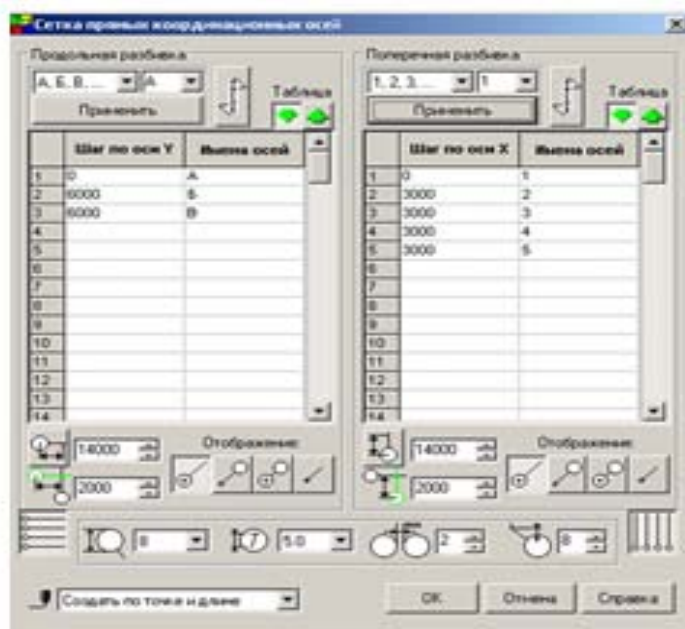 Сетка прямых координационных осей
Продольная разбивка
А, Б, В, ... А
Применить
Таблица
Шаг по оси Y Имена осей
1 0 А
2 6000 Б
3 6000 В
4
5
6
7
8
9
10
11
12
13
14
14000
2000
Отображение
Поперечная разбивка
1, 2, 3, ... 1
Применить
Таблица
Шаг по оси X Имена осей
1 0 1
2 3000 2
3 3000 3
4 3000 4
5 3000 5
6
7
8
9
10
11
12
13
14
14000
2000
Отображение
8 7 5.0 2 8
Создать по точке и длине
OK Отмена Справка